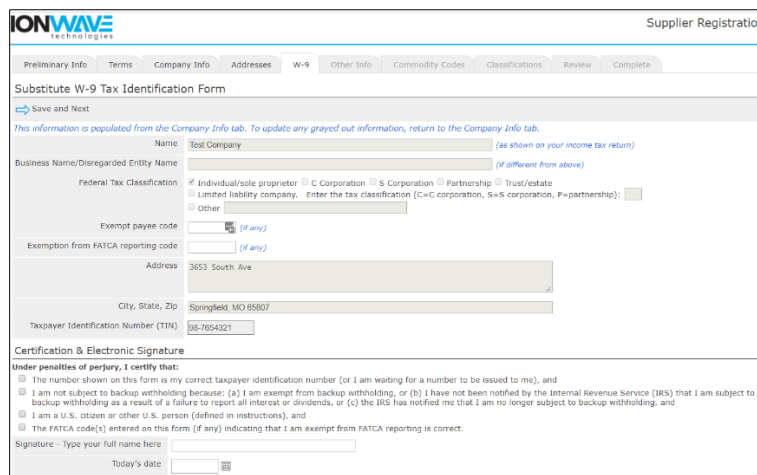 IONWAVE
technologies
Supplier Registratio
Preliminary Info Terms Company Info Addresses W-9 Other Info Commodity Codes Classifications Review Complete
Substitute W-9 Tax Identification Form
Save and Next
This information is populated from the Company Info tab. To update any grayed out information, return to the Company Info tab.
Name Test Company (as shown on your income tax return)
Business Name/Disregarded Entity Name (if different from above)
Federal Tax Classification Individual/sole proprietor C Corporation S Corporation Partnership Trust/estate
Limited liability company. Enter the tax classification (C=C corporation, S=S corporation, P=partnership):
Other
Exempt payee code (if any)
Exemption from FATCA reporting code (if any)
Address 3653 South Ave
City, State, Zip Springfield, MO 65807
Taxpayer Identification Number (TIN) 98-7654321
Certification & Electronic Signature
Under penalties of perjury, I certify that:
The number shown on this form is my correct taxpayer identification number (or I am waiting for a number to be issued to me), and
I am not subject to backup withholding because: (a) I am exempt from backup withholding, or (b) I have not been notified by the Internal Revenue Service (IRS) that I am subject to
backup withholding as a result of a failure to report all interest or dividends, or (c) the IRS has notified me that I am no longer subject to backup withholding, and
I am a U.S. citizen or other U.S. person (defined in instructions), and
The FATCA code(s) entered on this form (if any) indicating that I am exempt from FATCA reporting is correct.
Signature - Type your full name here
Today's date